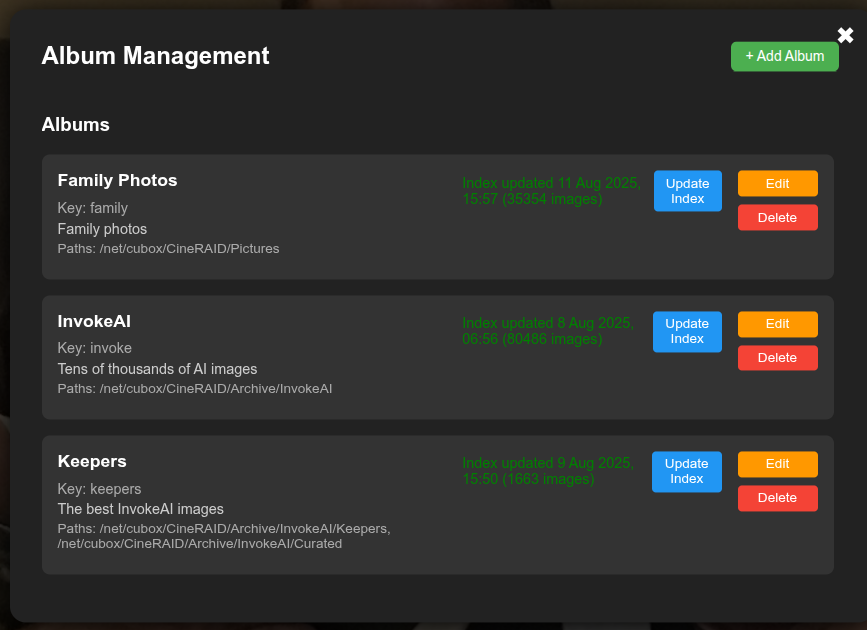 ✖
Album Management
+ Add Album
Albums
Family Photos
Key: family
Family photos
Paths: /net/cubox/CineRAID/Pictures
Index updated 11 Aug 2025,
15:57 (35354 images)
Update
Index
Edit
Delete
InvokeAI
Key: invoke
Tens of thousands of AI images
Paths: /net/cubox/CineRAID/Archive/InvokeAI
Index updated 8 Aug 2025,
06:56 (80486 images)
Update
Index
Edit
Delete
Keepers
Key: keepers
The best InvokeAI images
Paths: /net/cubox/CineRAID/Archive/InvokeAI/Keepers,
/net/cubox/CineRAID/Archive/InvokeAI/Curated
Index updated 9 Aug 2025,
15:50 (1663 images)
Update
Index
Edit
Delete